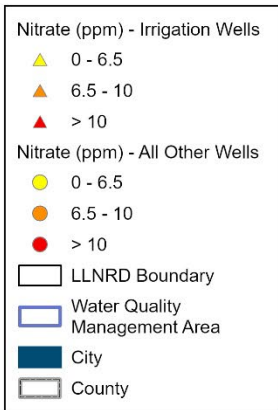 Nitrate (ppm) - Irrigation Wells
0 - 6.5
6.5 - 10
> 10
Nitrate (ppm) - All Other Wells
0 - 6.5
6.5 - 10
> 10
LLNRD Boundary
Water Quality
Management Area
City
County